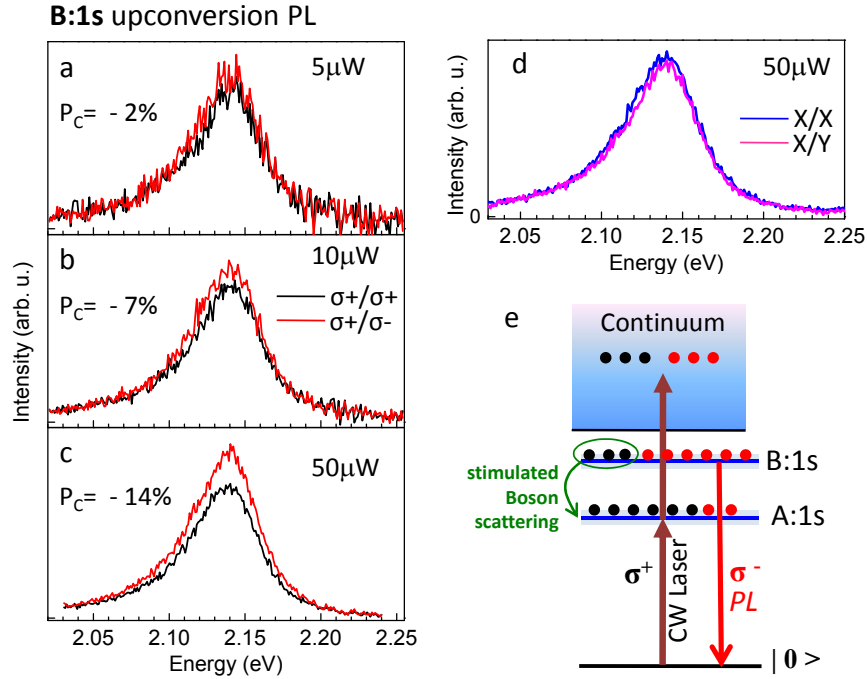 B:1s upconversion PL
a
5μW
P_C= - 2%
b
10μW
P_C= - 7%
σ+/σ+
σ+/σ-
c
50μW
P_C= - 14%
Intensity (arb. u.)
2.05 2.10 2.15 2.20 2.25
Energy (eV)
d
50μW
X/X
X/Y
Intensity (arb. u.)
0
2.05 2.10 2.15 2.20 2.25
Energy (eV)
e
Continuum
B:1s
stimulated
Boson
scattering
A:1s
σ+
CW Laser
σ-
PL
| 0 >